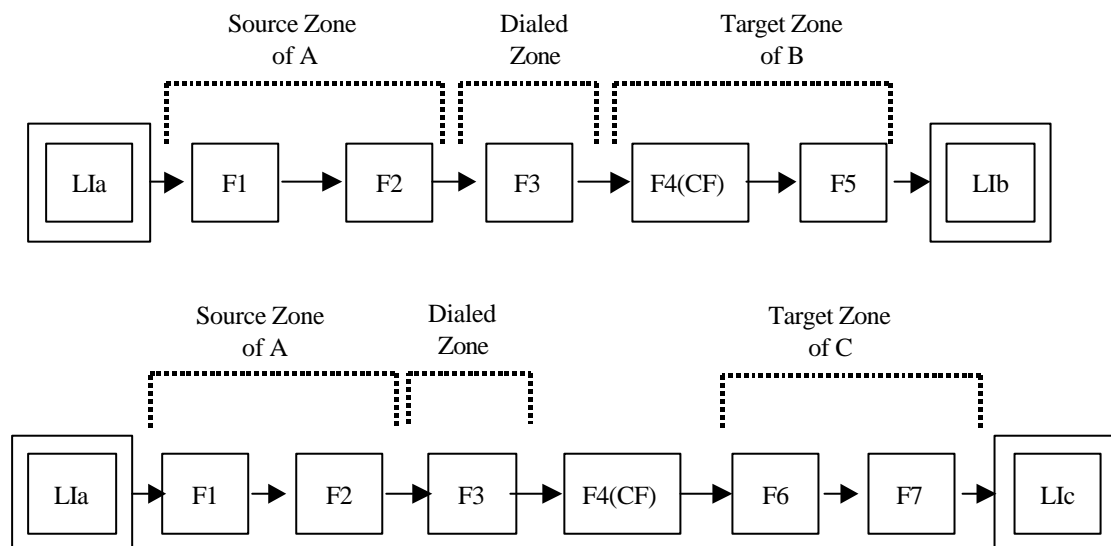 Source Zone
of A
Dialed
Zone
Target Zone
of B
LIa
F1
F2
F3
F4(CF)
F5
LIb
Source Zone
of A
Dialed
Zone
Target Zone
of C
LIa
F1
F2
F3
F4(CF)
F6
F7
LIc